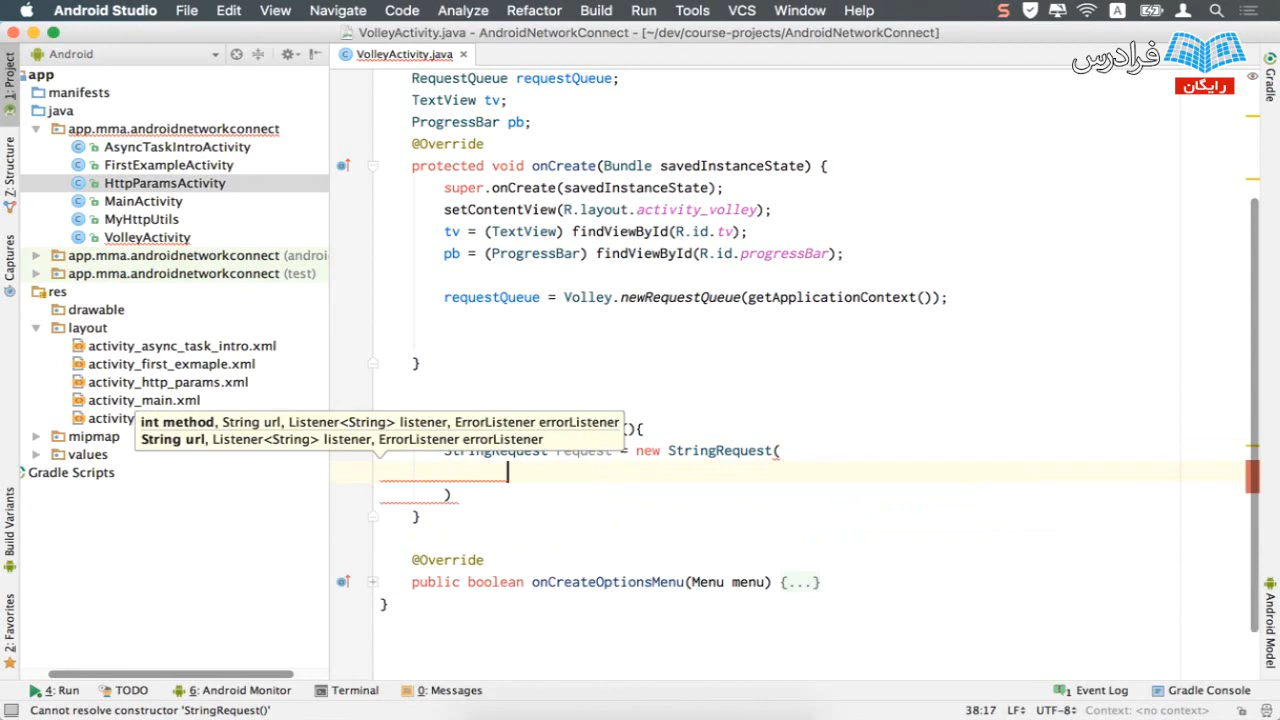 Android Studio File Edit View Navigate Code Analyze Refactor Build Run Tools VCS Window Help
VolleyActivity.java - AndroidNetworkConnect - [~/dev/course-projects/AndroidNetworkConnect]
Android
VolleyActivity.java
فرادرس
رایگان
1: Project
Z: Structure
Captures
Build Variants
2: Favorites
Gradle
Android Model
app
manifests
java
app.mma.androidnetworkconnect
AsyncTaskIntroActivity
FirstExampleActivity
HttpParamsActivity
MainActivity
MyHttpUtils
VolleyActivity
app.mma.androidnetworkconnect (androi
app.mma.androidnetworkconnect (test)
res
drawable
layout
activity_async_task_intro.xml
activity_first_exmaple.xml
activity_http_params.xml
activity_main.xml
activity
mipmap
values
Gradle Scripts
RequestQueue requestQueue;
TextView tv;
ProgressBar pb;
@Override
protected void onCreate(Bundle savedInstanceState) {
super.onCreate(savedInstanceState);
setContentView(R.layout.activity_volley);
tv = (TextView) findViewById(R.id.tv);
pb = (ProgressBar) findViewById(R.id.progressBar);
requestQueue = Volley.newRequestQueue(getApplicationContext());
}
int method, String url, Listener<String> listener, ErrorListener errorListener
String url, Listener<String> listener, ErrorListener errorListener
(){
StringRequest request = new StringRequest(
)
}
@Override
public boolean onCreateOptionsMenu(Menu menu) {...}
}
4: Run TODO 6: Android Monitor Terminal 0: Messages 1 Event Log Gradle Console
Cannot resolve constructor 'StringRequest()' 38:17 LF UTF-8 Context: <no context>